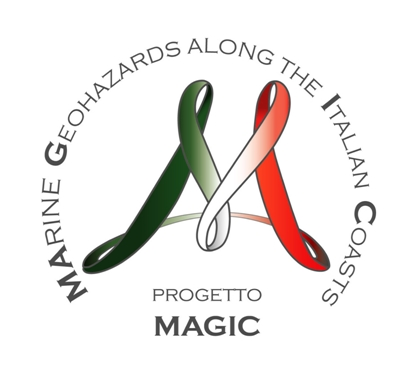 MARINE GEOHAZARDS ALONG THE ITALIAN COASTS
PROGETTO
MAGIC